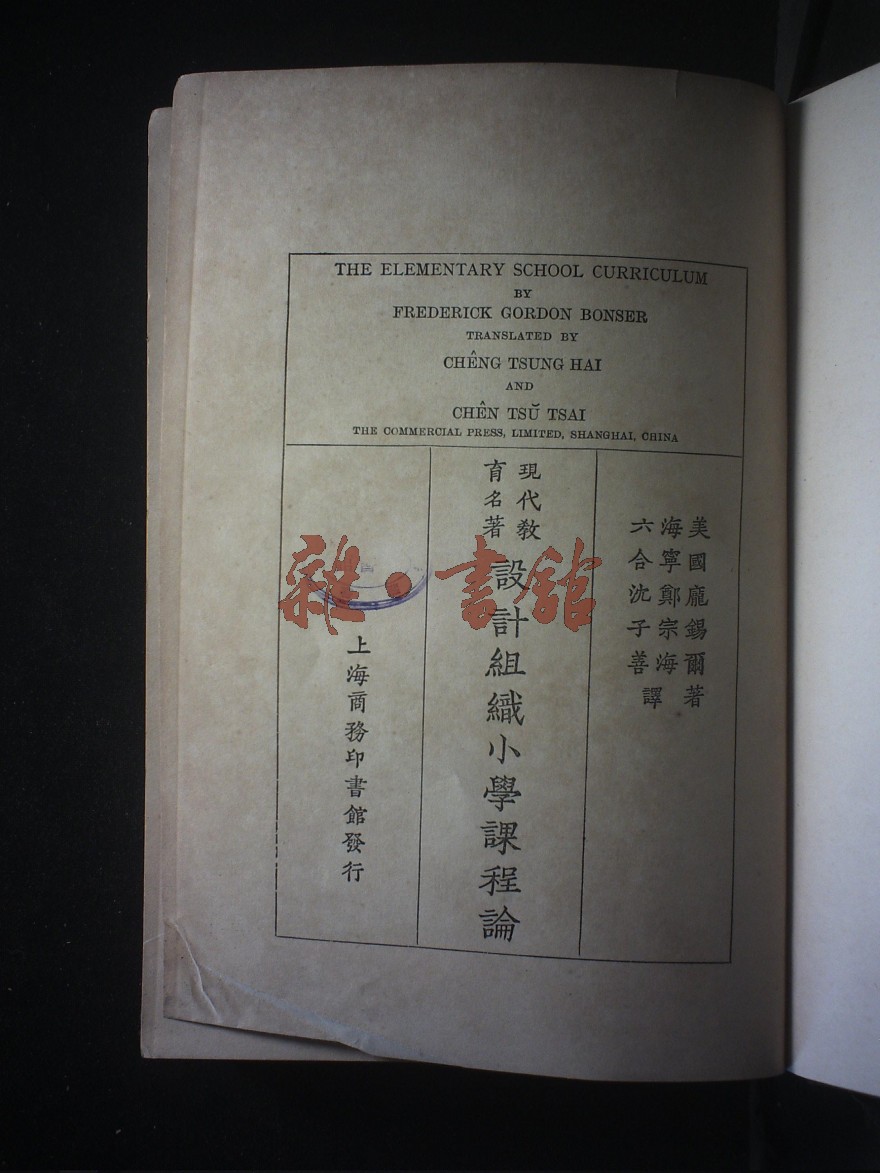 THE ELEMENTARY SCHOOL CURRICULUM
BY
FREDERICK GORDON BONSER
TRANSLATED BY
CHÊNG TSUNG HAI
AND
CHÊN TSŬ TSAI
THE COMMERCIAL PRESS, LIMITED, SHANGHAI, CHINA
美國龐錫爾著
海寧鄭宗海
六合沈子善
譯
現代教
育名著
設計組織小學課程論
上海商務印書館發行
雜·書館